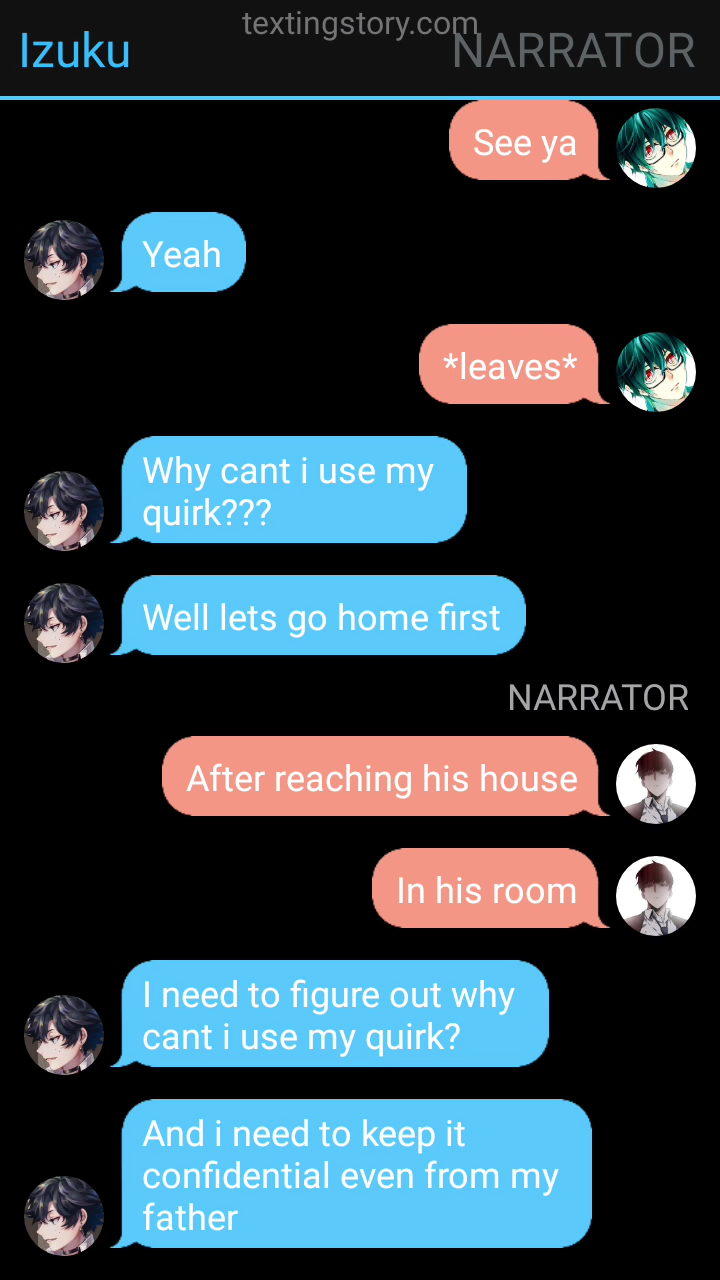 textingstory.com
Izuku
NARRATOR
See ya
Yeah
*leaves*
Why cant i use my
quirk???
Well lets go home first
NARRATOR
After reaching his house
In his room
I need to figure out why
cant i use my quirk?
And i need to keep it
confidential even from my
father